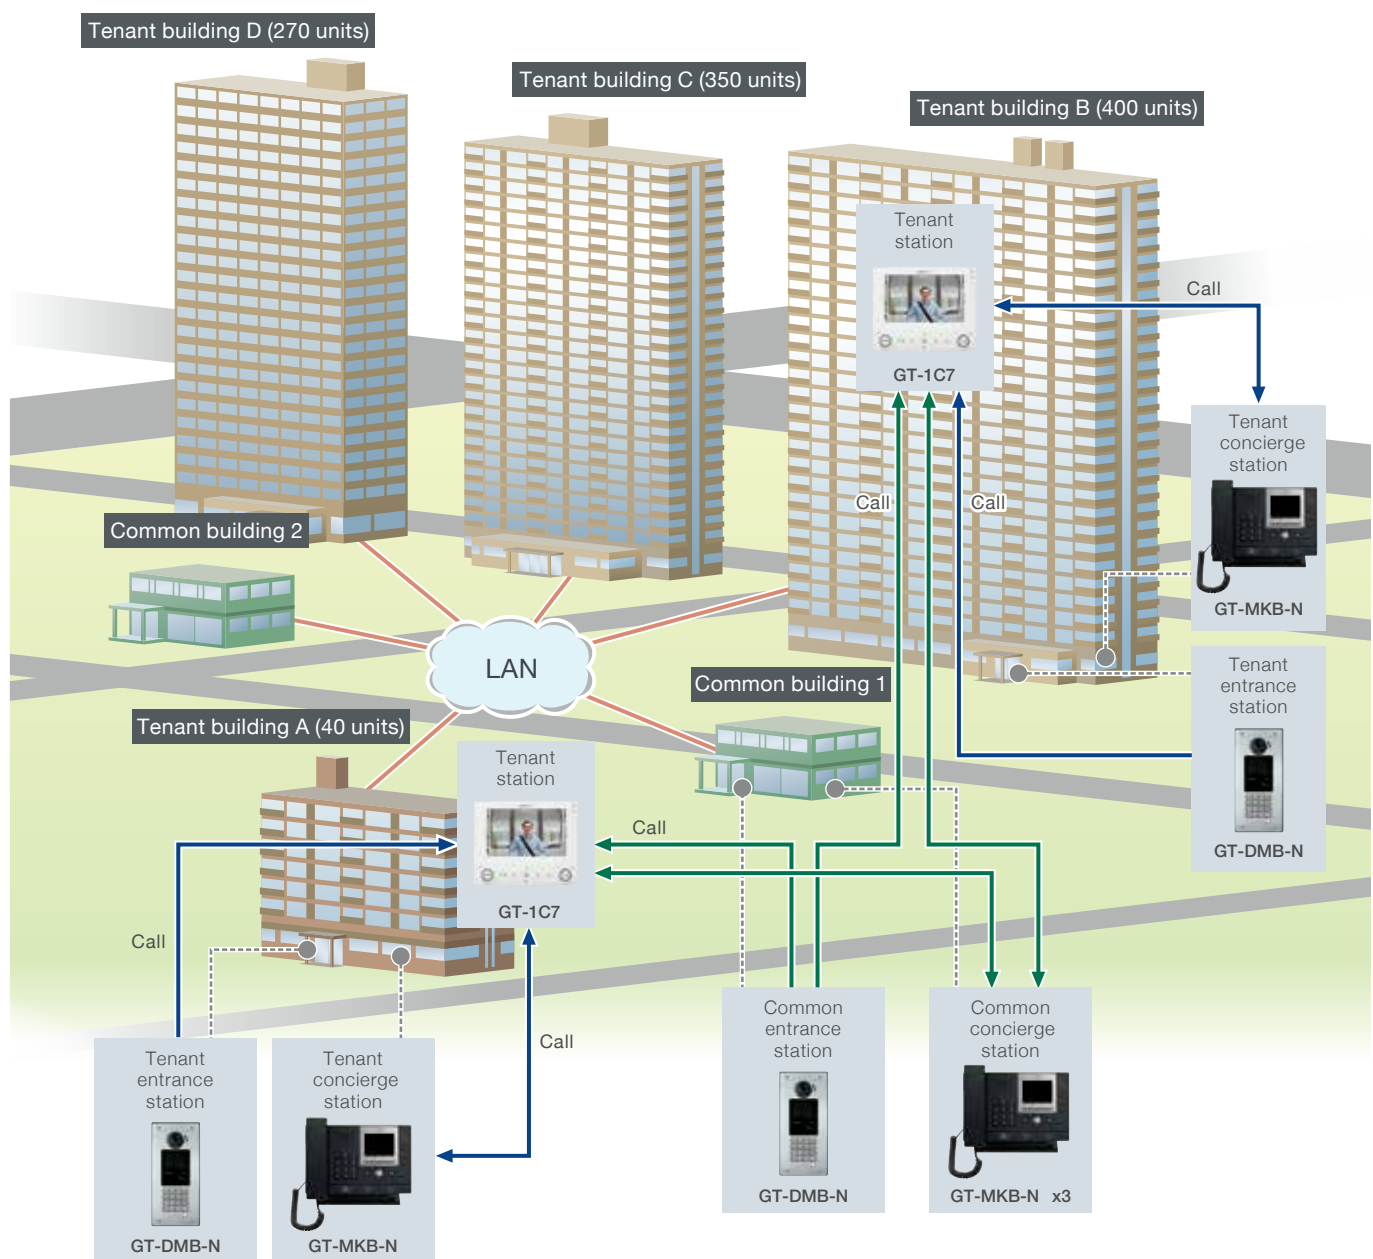 Tenant building D (270 units)
Tenant building C (350 units)
Tenant building B (400 units)
Tenant
station
GT-1C7
Call
Tenant
concierge
station
GT-MKB-N
Call
Call
Common building 2
LAN
Tenant
entrance
station
GT-DMB-N
Common building 1
Tenant building A (40 units)
Tenant
station
GT-1C7
Call
Call
Call
Tenant
entrance
station
GT-DMB-N
Tenant
concierge
station
GT-MKB-N
Common
entrance
station
GT-DMB-N
Common
concierge
station
GT-MKB-N x3